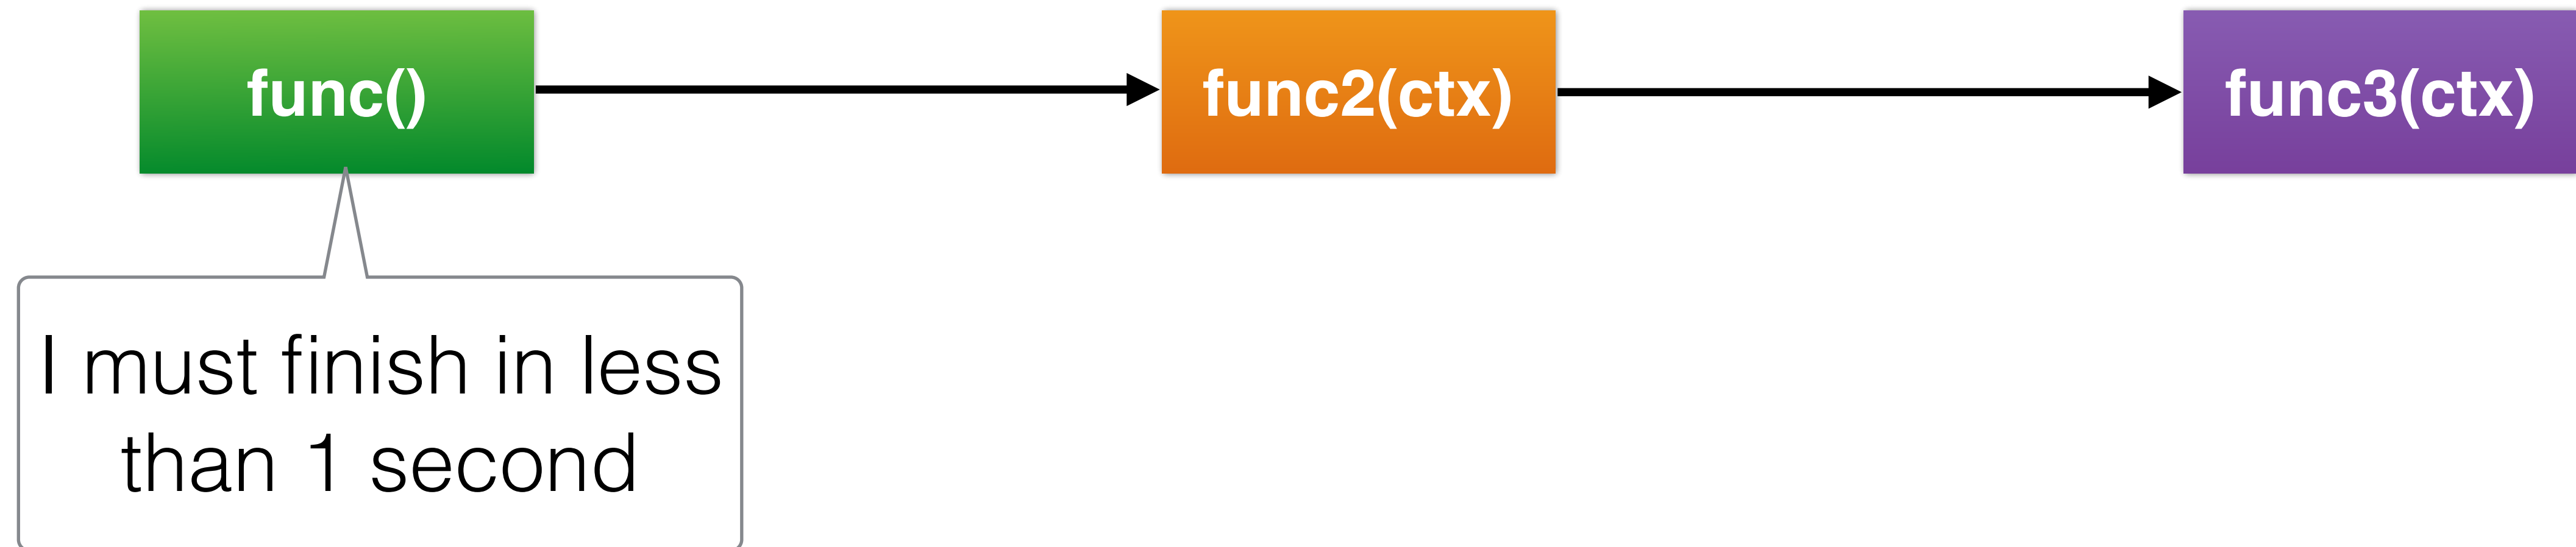 func()
func2(ctx)
func3(ctx)
I must finish in less
than 1 second